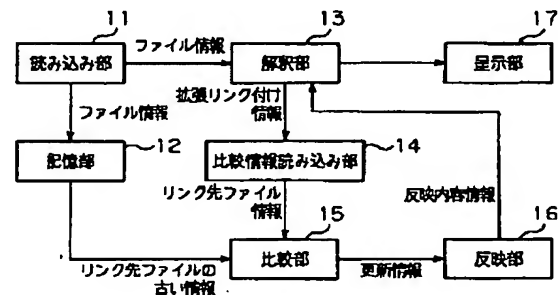 11
読み込み部
ファイル情報
13
解釈部
17
呈示部
ファイル情報
拡張リンク付け
情報
12
記憶部
14
比較情報読み込み部
リンク先ファイル
情報
反映内容情報
15
比較部
16
反映部
リンク先ファイルの
古い情報
更新情報